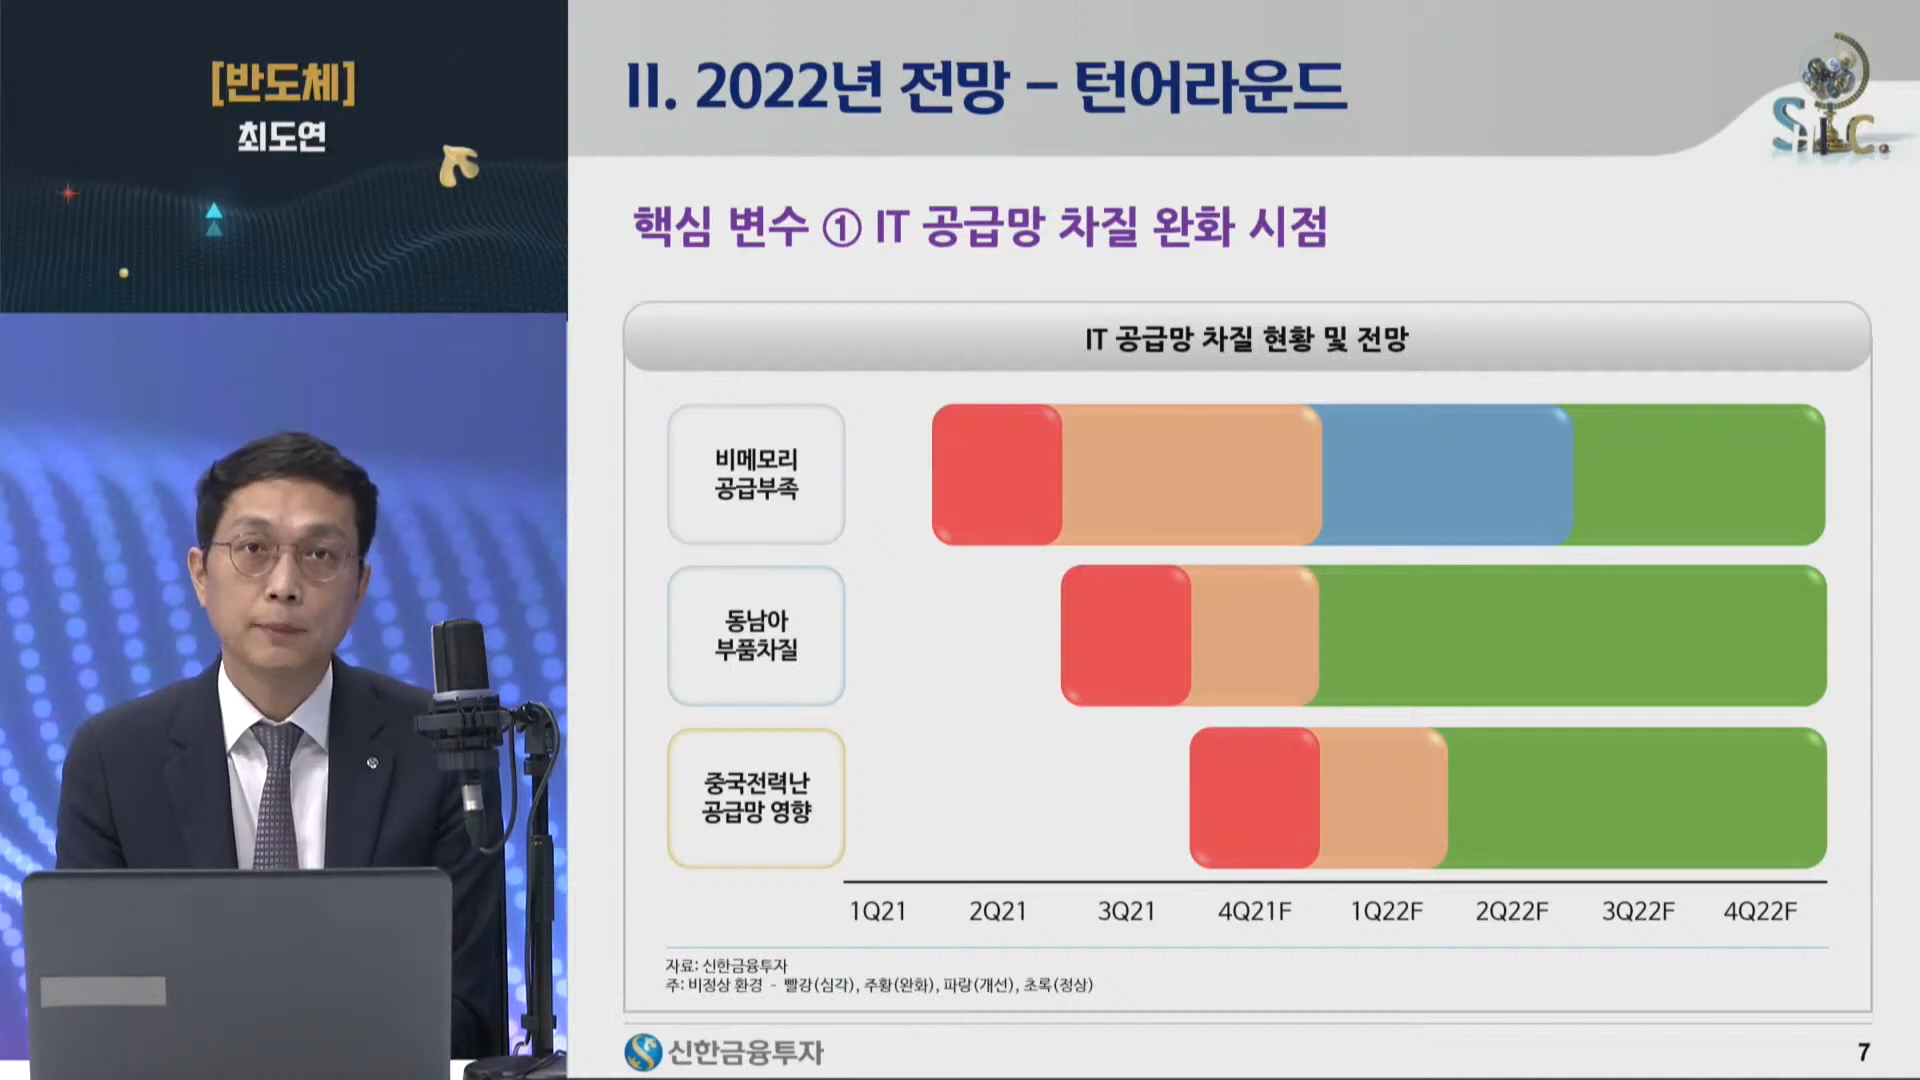 [반도체]
최도연
II. 2022년 전망 – 턴어라운드
SHIC.
핵심 변수 ① IT 공급망 차질 완화 시점
IT 공급망 차질 현황 및 전망
비메모리
공급부족
동남아
부품차질
중국전력난
공급망 영향
1Q21 2Q21 3Q21 4Q21F 1Q22F 2Q22F 3Q22F 4Q22F
자료: 신한금융투자
주: 비정상 환경 - 빨강(심각), 주황(완화), 파랑(개선), 초록(정상)
신한금융투자
7